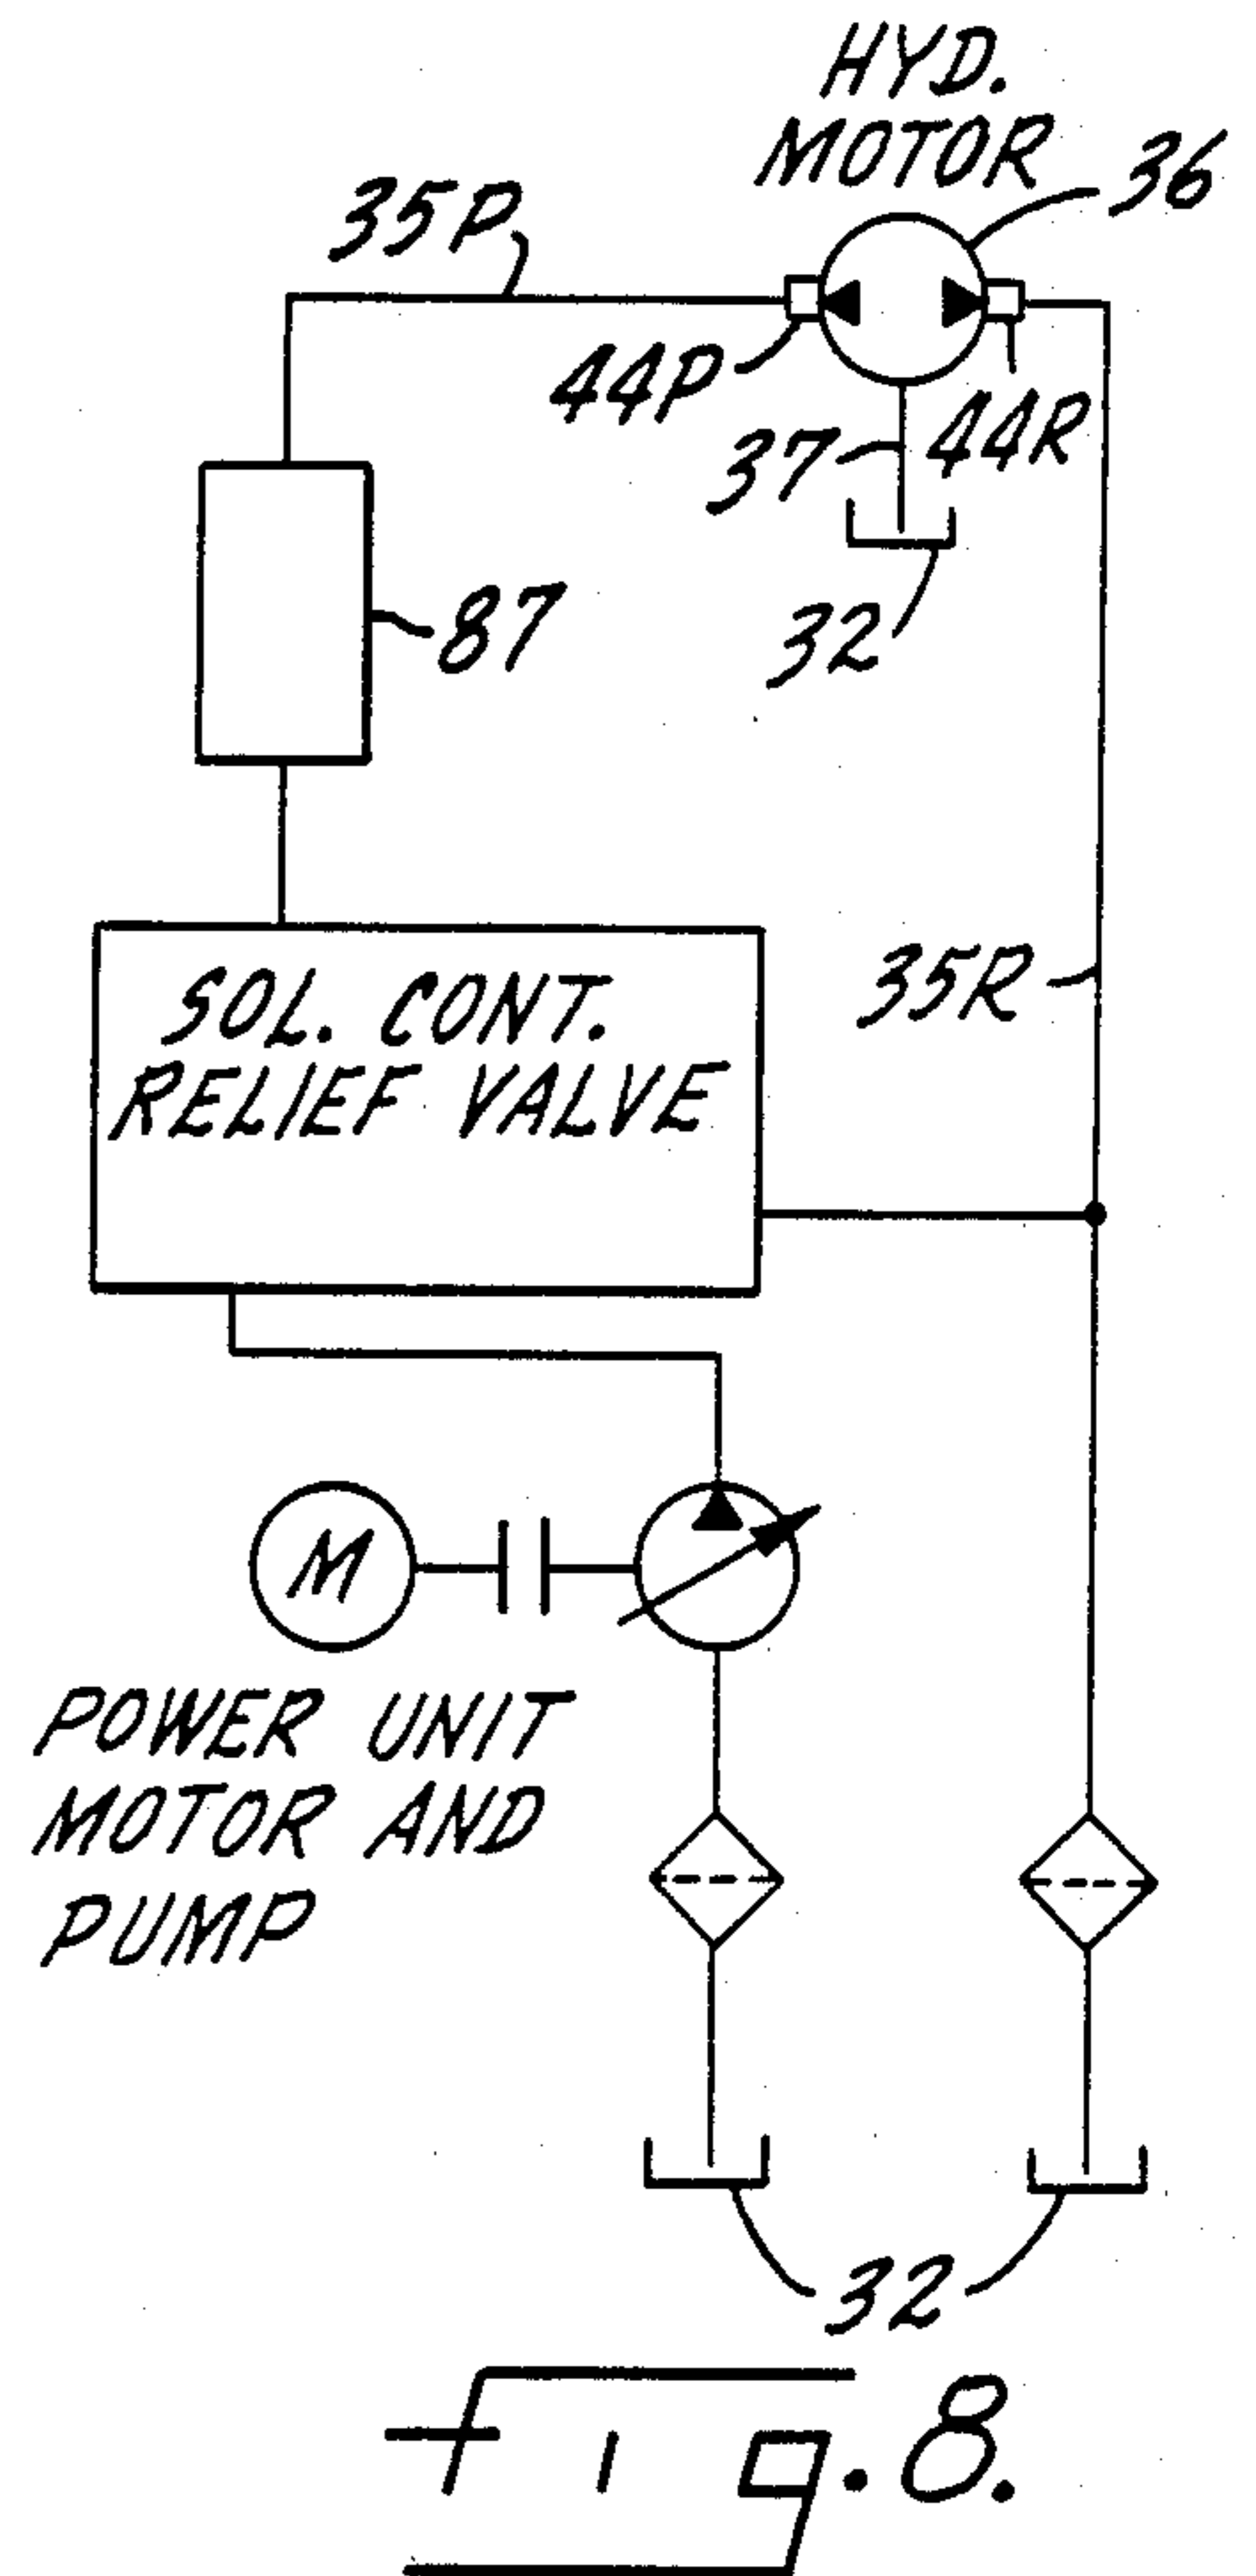 HYD.
MOTOR
36
35P
44P
44R
37
32
87
SOL. CONT.
RELIEF VALVE
35R
M
POWER UNIT
MOTOR AND
PUMP
32
Fig. 8.